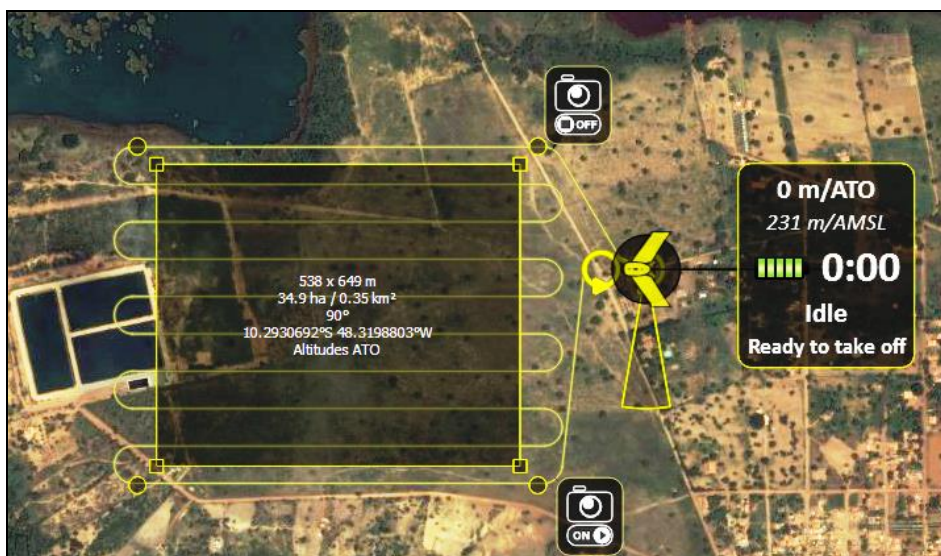 OFF
0 m/ATO
231 m/AMSL
0:00
Idle
Ready to take off
538 x 649 m
34.9 ha / 0.35 km²
90°
10.2930692°S 48.3198803°W
Altitudes ATO
ON